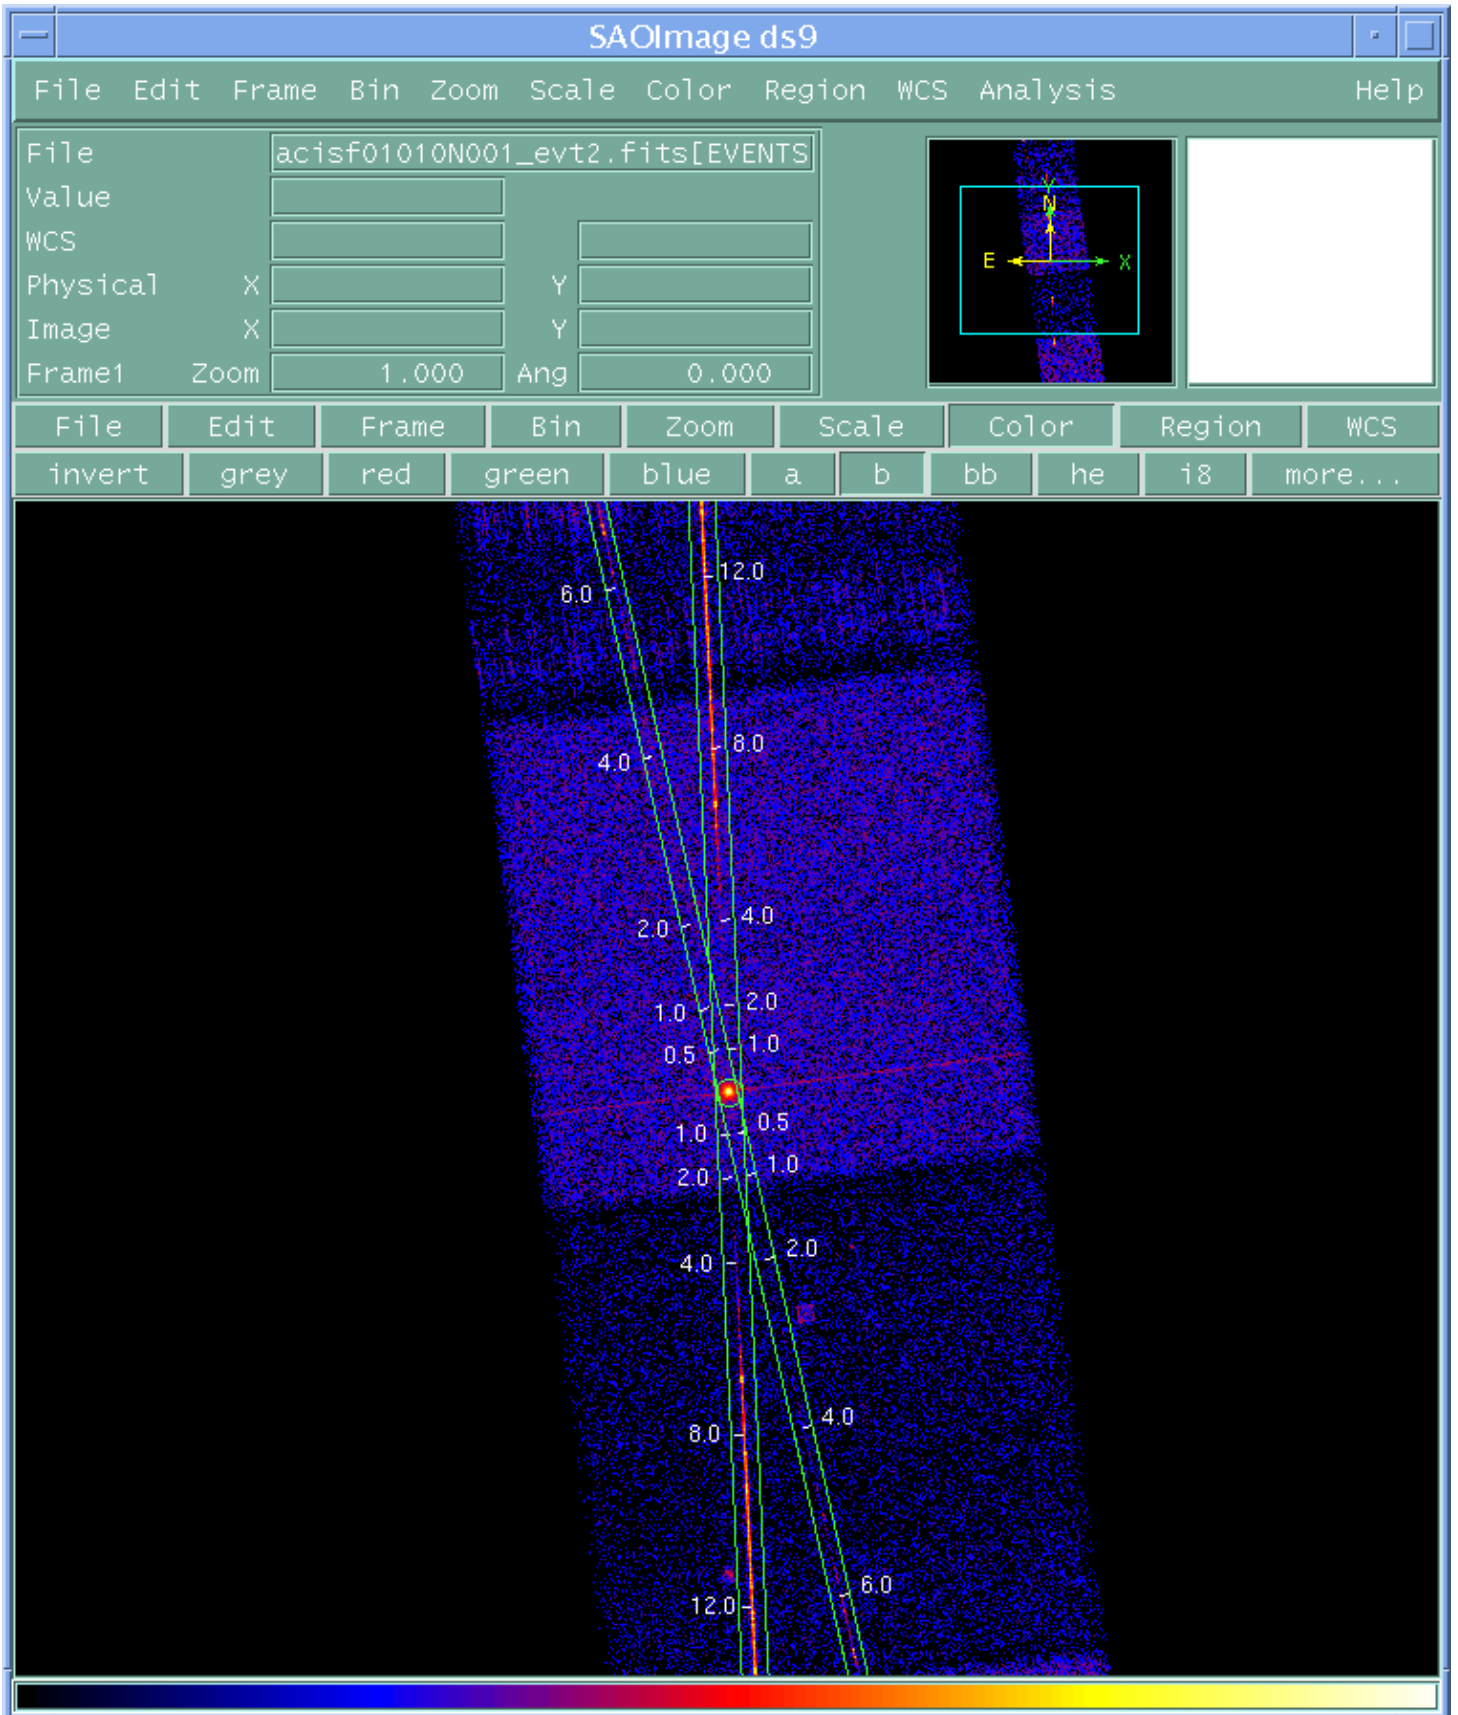 SAOImage ds9
File Edit Frame Bin Zoom Scale Color Region WCS Analysis Help
File acisf01010N001_evt2.fits[EVENTS
Value
WCS
Physical X Y
Image X Y
Frame1 Zoom 1.000 Ang 0.000
Y
N
E X
File Edit Frame Bin Zoom Scale Color Region WCS
invert grey red green blue a b bb he i8 more...
12.0
6.0
8.0
4.0
4.0
2.0
2.0
1.0
1.0
0.5
0.5
1.0
1.0
2.0
2.0
4.0
4.0
8.0
6.0
12.0